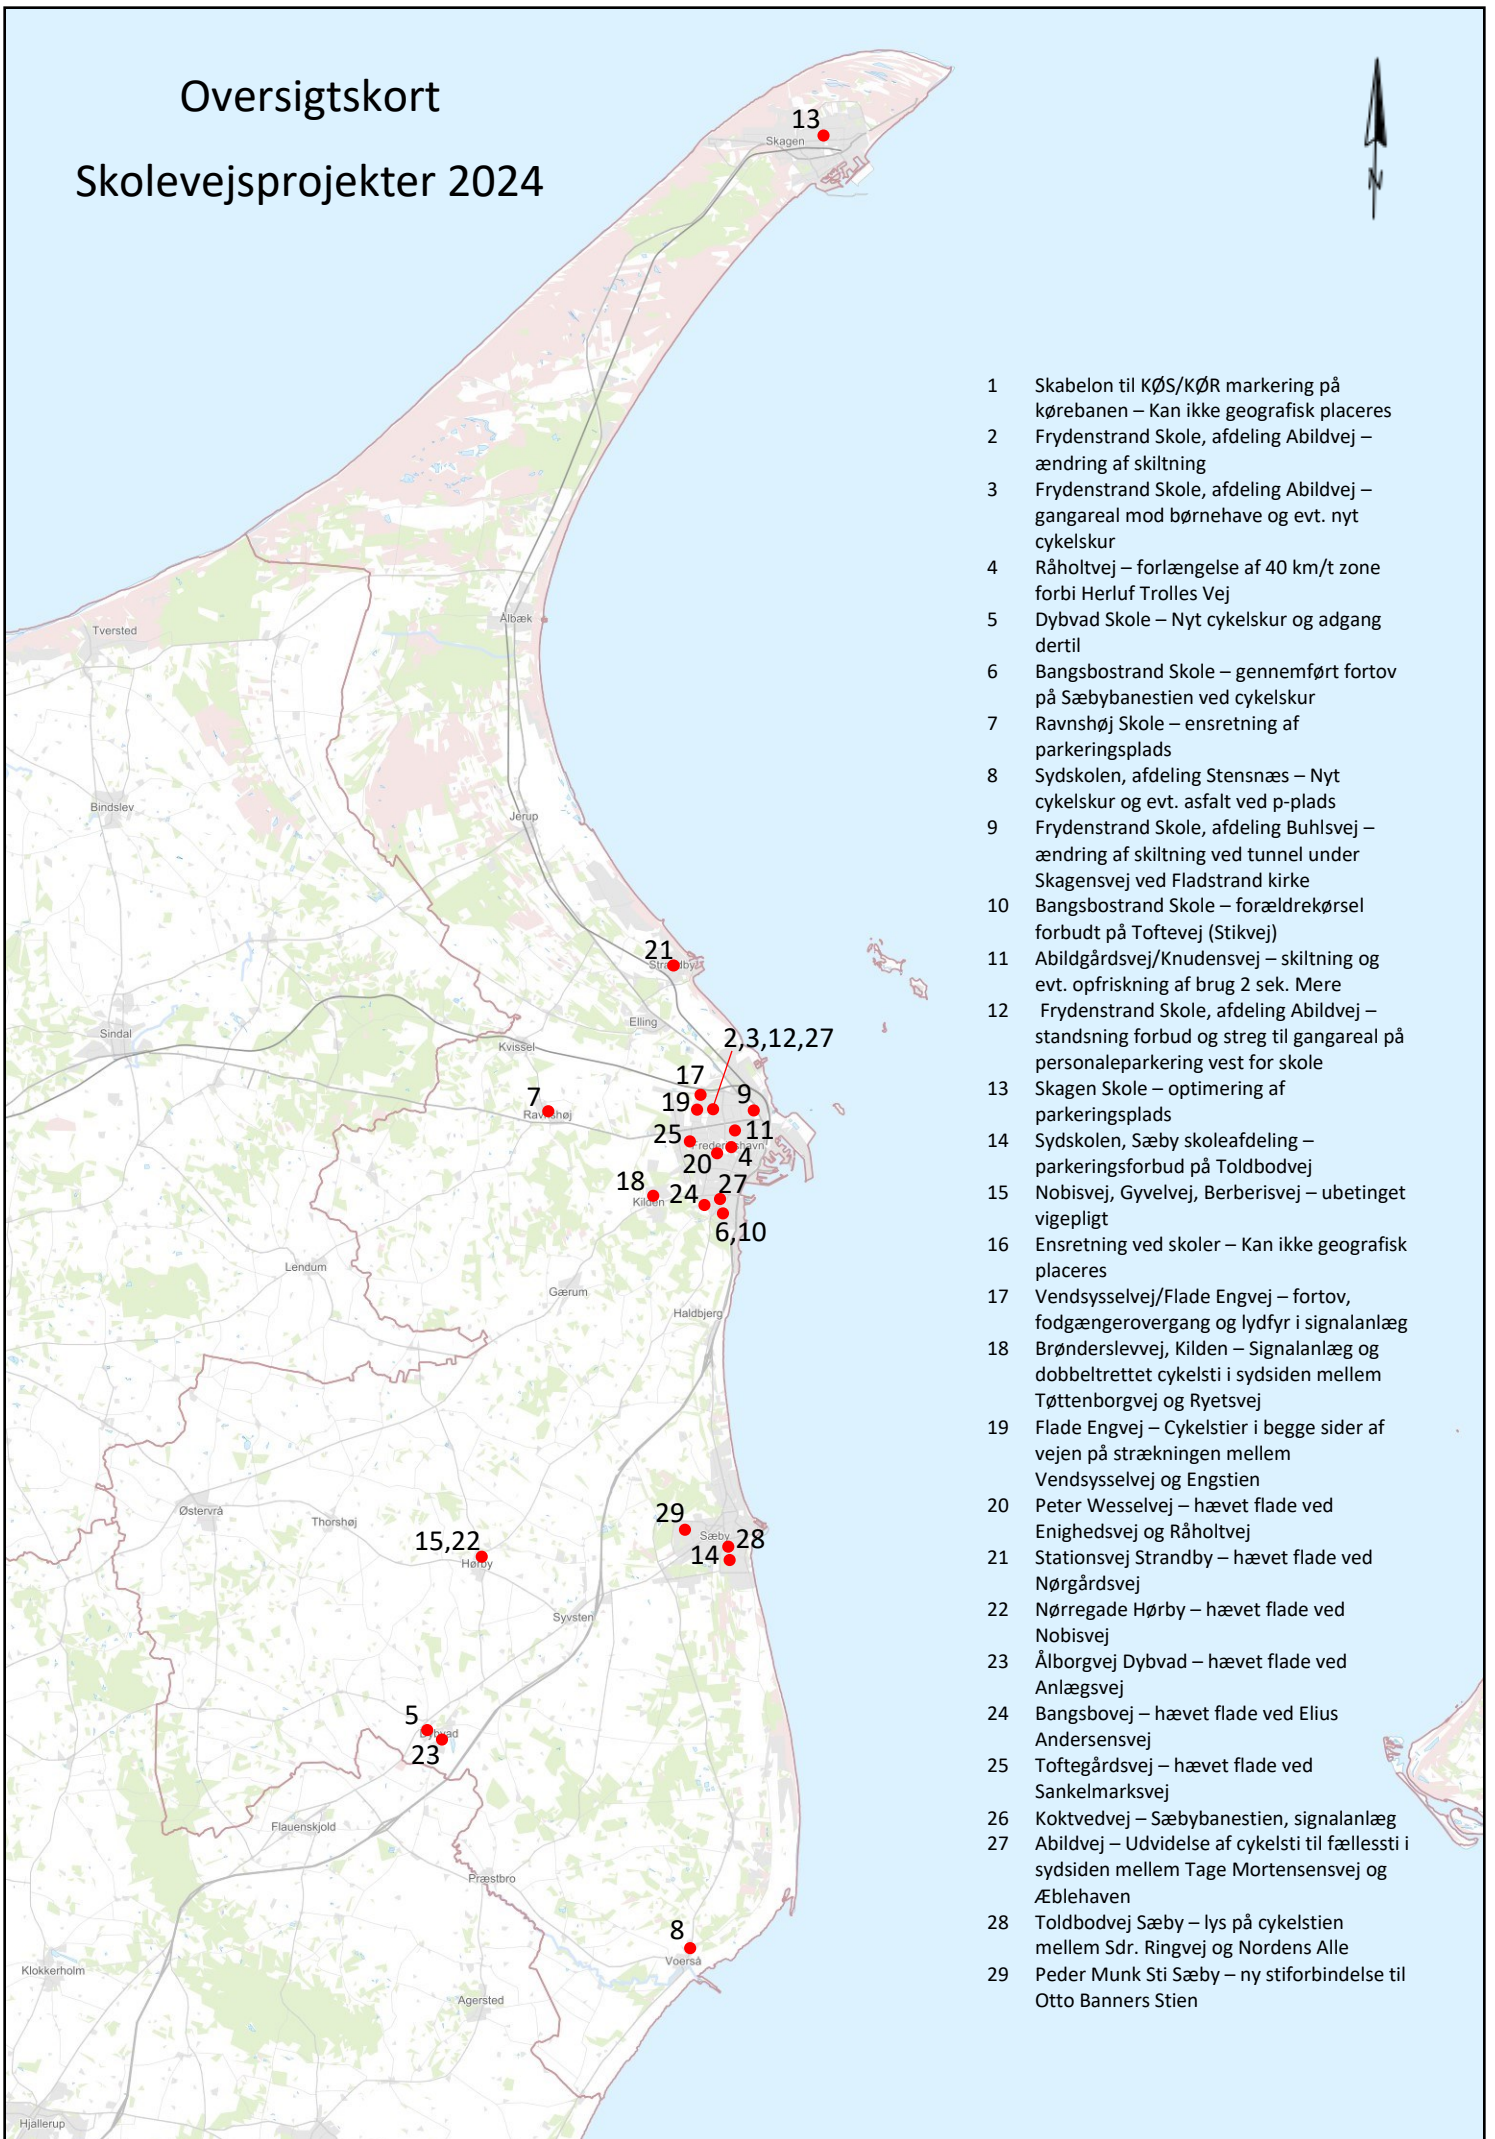 Oversigtskort
Skolevejsprojekter 2024
N
13
Skagen
Ålbæk
Tversted
Bindslev
Jerup
21
Strandby
Sindal
Elling
Kvissel
2,3,12,27
17
7
19
9
Ravnshøj
25
11
Frederikshavn
20
4
18
24
27
Kilden
6,10
Lendum
Gærum
Haldbjerg
Østervrå
Thorshøj
29
15,22
Sæby
28
Hørby
14
Syvsten
5
Dybvad
23
Flauenskjold
Præstbro
8
Voerså
Klokkerholm
Agersted
Hjallerup
1 Skabelon til KØS/KØR markering på
kørebanen – Kan ikke geografisk placeres
2 Frydenstrand Skole, afdeling Abildvej –
ændring af skiltning
3 Frydenstrand Skole, afdeling Abildvej –
gangareal mod børnehave og evt. nyt
cykelskur
4 Råholtvej – forlængelse af 40 km/t zone
forbi Herluf Trolles Vej
5 Dybvad Skole – Nyt cykelskur og adgang
dertil
6 Bangsbostrand Skole – gennemført fortov
på Sæbybanestien ved cykelskur
7 Ravnshøj Skole – ensretning af
parkeringsplads
8 Sydskolen, afdeling Stensnæs – Nyt
cykelskur og evt. asfalt ved p-plads
9 Frydenstrand Skole, afdeling Buhlsvej –
ændring af skiltning ved tunnel under
Skagensvej ved Fladstrand kirke
10 Bangsbostrand Skole – forældrekørsel
forbudt på Toftevej (Stikvej)
11 Abildgårdsvej/Knudensvej – skiltning og
evt. opfriskning af brug 2 sek. Mere
12 Frydenstrand Skole, afdeling Abildvej –
standsning forbud og streg til gangareal på
personaleparkering vest for skole
13 Skagen Skole – optimering af
parkeringsplads
14 Sydskolen, Sæby skoleafdeling –
parkeringsforbud på Toldbodvej
15 Nobisvej, Gyvelvej, Berberisvej – ubetinget
vigepligt
16 Ensretning ved skoler – Kan ikke geografisk
placeres
17 Vendsysselvej/Flade Engvej – fortov,
fodgængerovergang og lydfyr i signalanlæg
18 Brønderslevvej, Kilden – Signalanlæg og
dobbeltrettet cykelsti i sydsiden mellem
Tøttenborgvej og Ryetsvej
19 Flade Engvej – Cykelstier i begge sider af
vejen på strækningen mellem
Vendsysselvej og Engstien
20 Peter Wesselvej – hævet flade ved
Enighedsvej og Råholtvej
21 Stationsvej Strandby – hævet flade ved
Nørgårdsvej
22 Nørregade Hørby – hævet flade ved
Nobisvej
23 Ålborgvej Dybvad – hævet flade ved
Anlægsvej
24 Bangsbovej – hævet flade ved Elius
Andersensvej
25 Toftegårdsvej – hævet flade ved
Sankelmarksvej
26 Koktvedvej – Sæbybanestien, signalanlæg
27 Abildvej – Udvidelse af cykelsti til fællessti i
sydsiden mellem Tage Mortensensvej og
Æblehaven
28 Toldbodvej Sæby – lys på cykelstien
mellem Sdr. Ringvej og Nordens Alle
29 Peder Munk Sti Sæby – ny stiforbindelse til
Otto Banners Stien